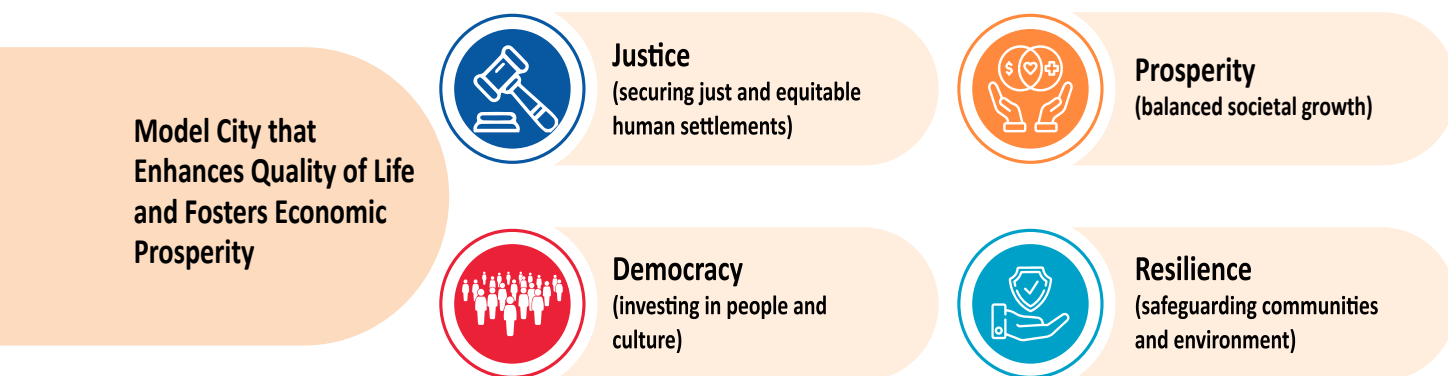 Model City that
Enhances Quality of Life
and Fosters Economic
Prosperity
Justice
(securing just and equitable
human settlements)
Prosperity
(balanced societal growth)
Democracy
(investing in people and
culture)
Resilience
(safeguarding communities
and environment)